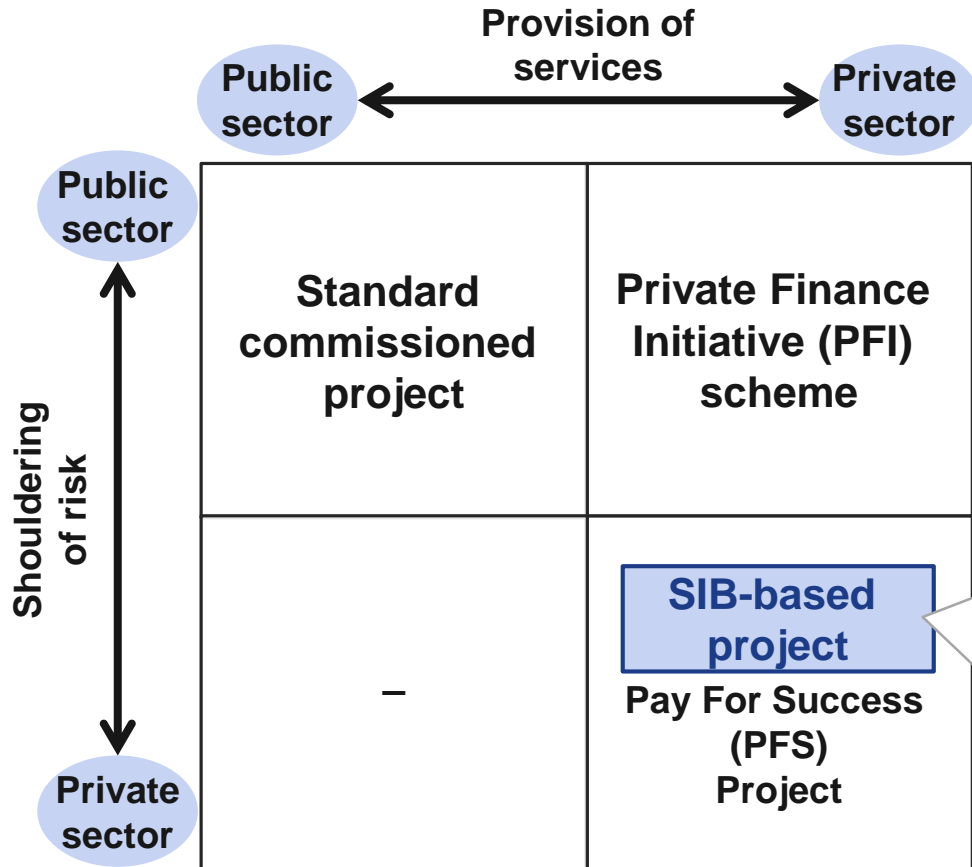 Provision of
services
Public
sector
Private
sector
Public
sector
Shouldering
of risk
Private
sector
Standard
commissioned
project
Private Finance
Initiative (PFI)
scheme
–
SIB-based
project
Pay For Success
(PFS)
Project